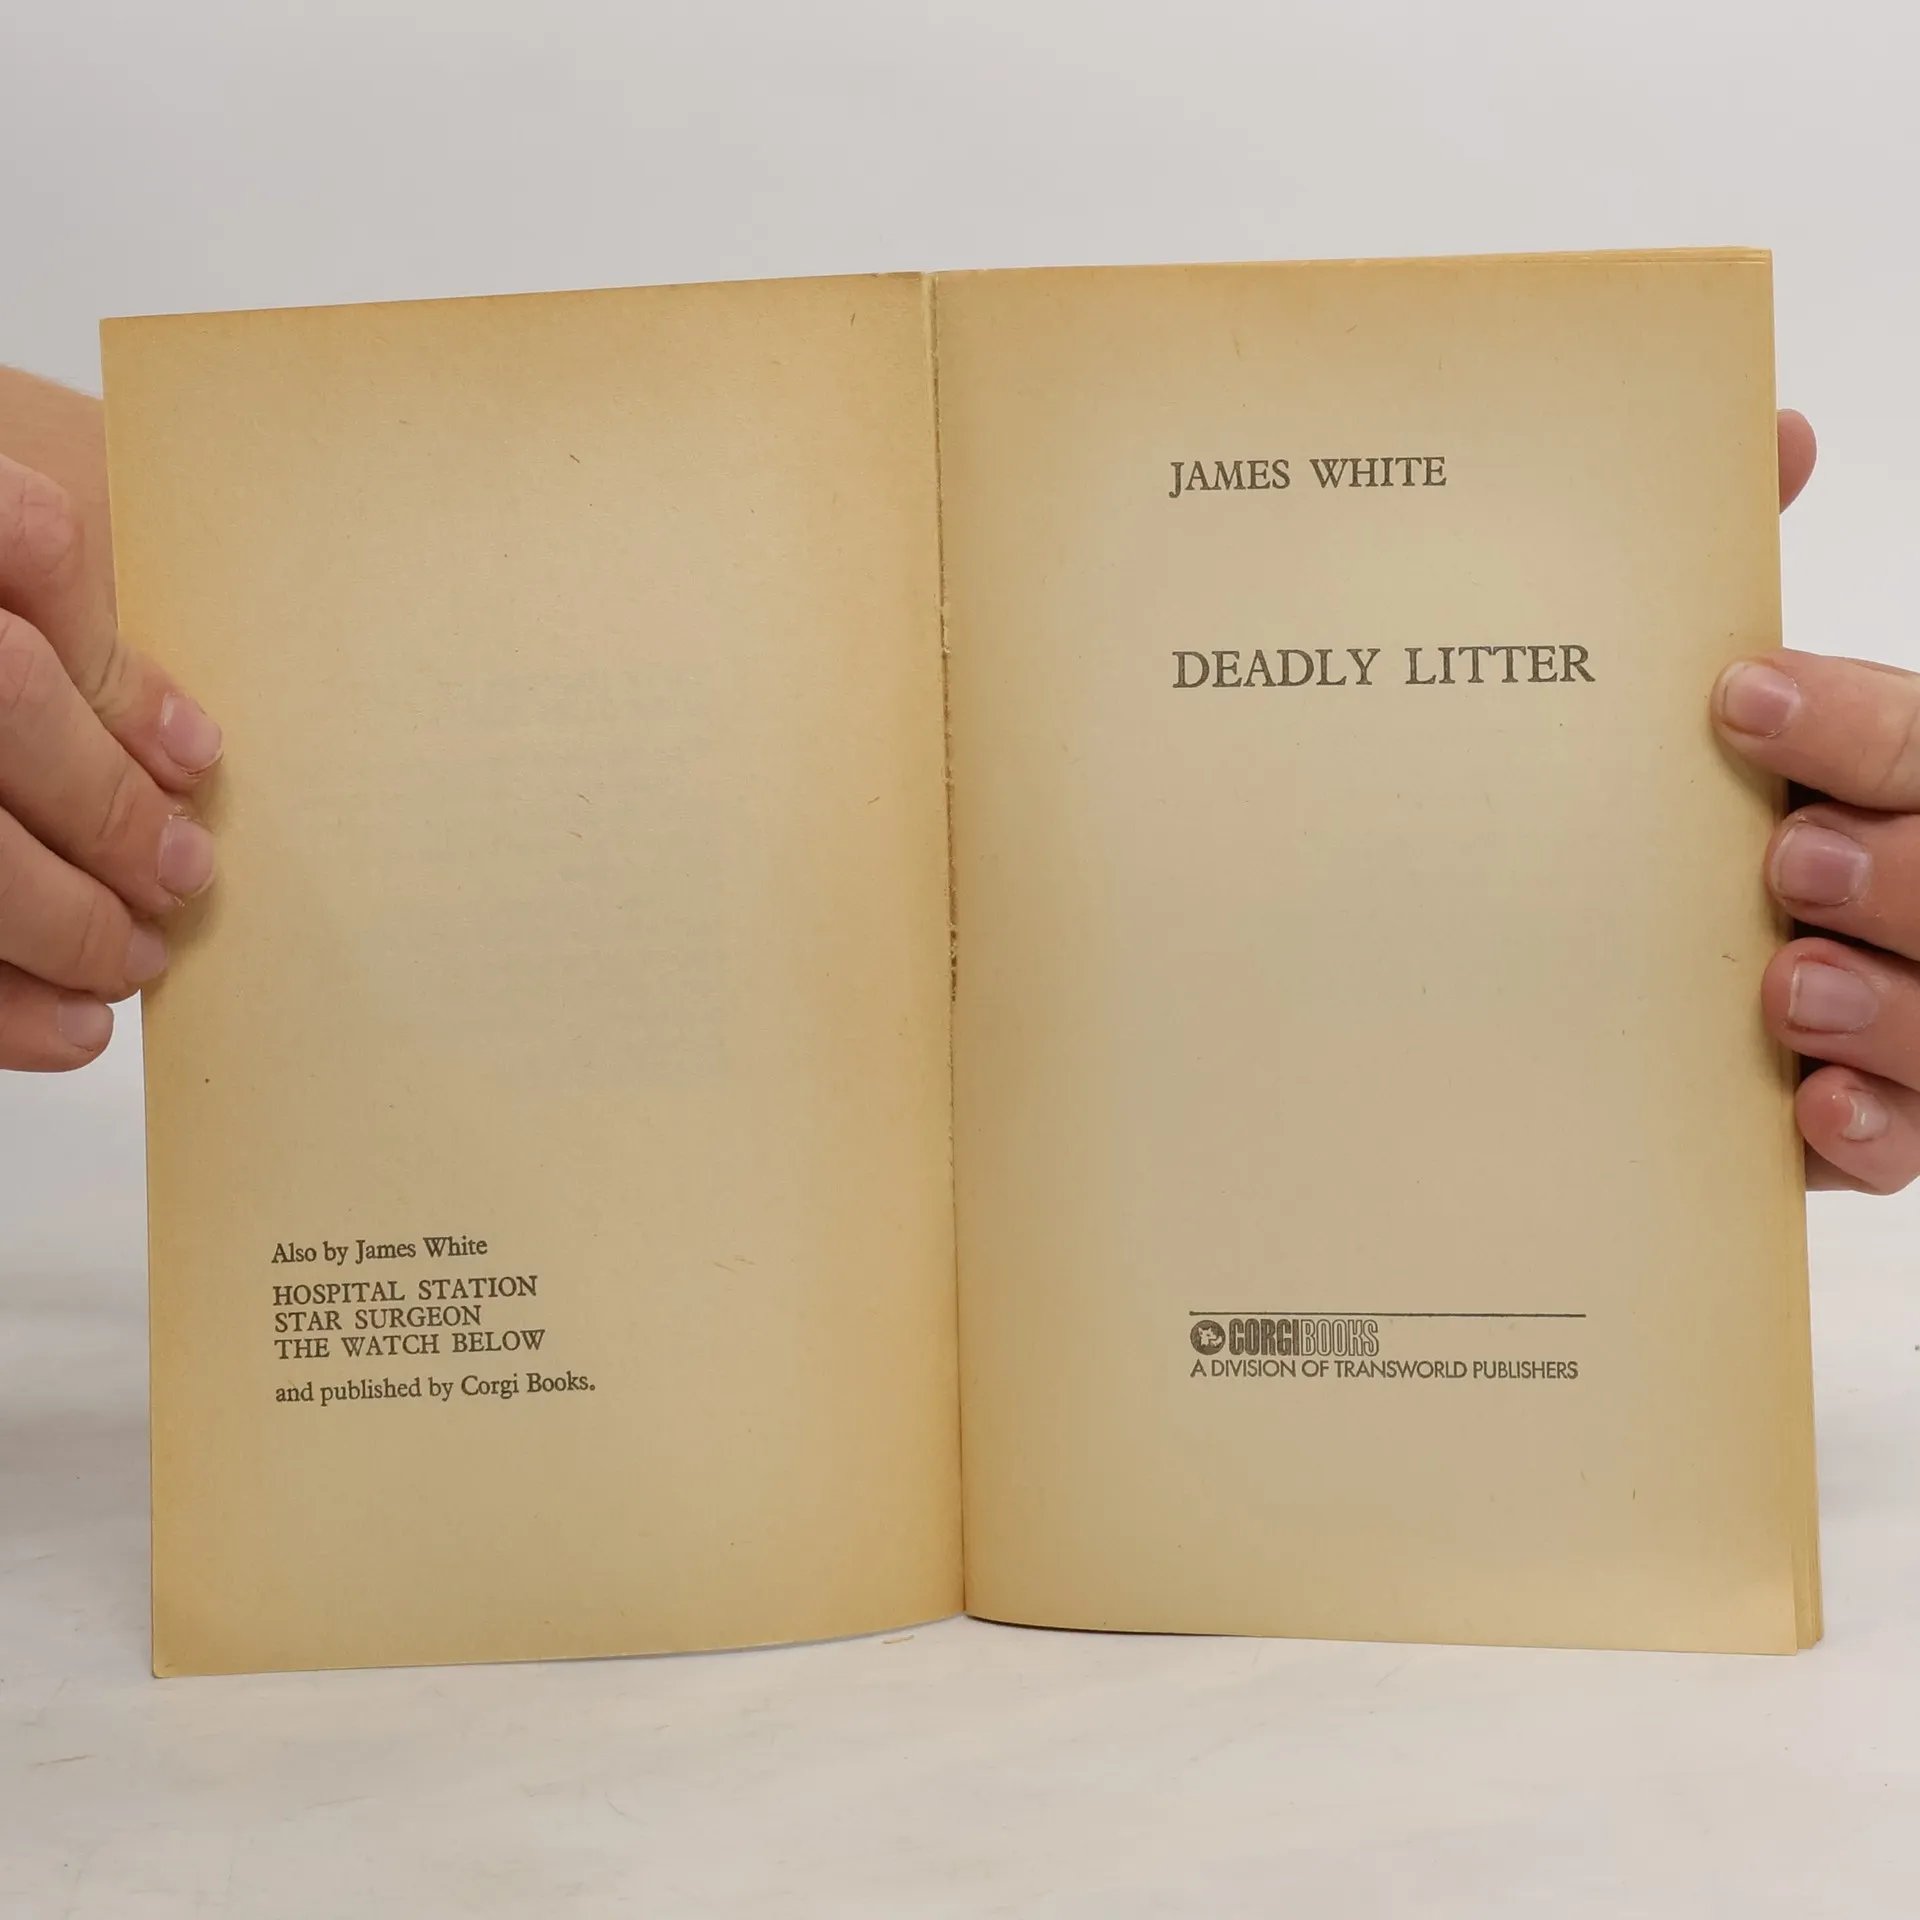 Also by James White
HOSPITAL STATION
STAR SURGEON
THE WATCH BELOW
and published by Corgi Books.
JAMES WHITE
DEADLY LITTER
CORGIBOOKS
A DIVISION OF TRANSWORLD PUBLISHERS